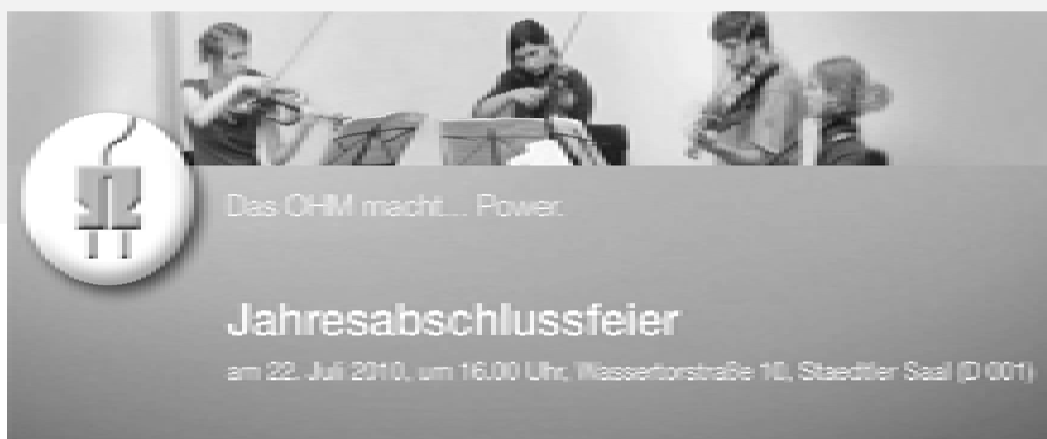 Das OHM macht... Power.
Jahresabschlussfeier
am 22. Juli 2010, um 16.00 Uhr, Wassertorstraße 10, Staedtler Saal (D 001)